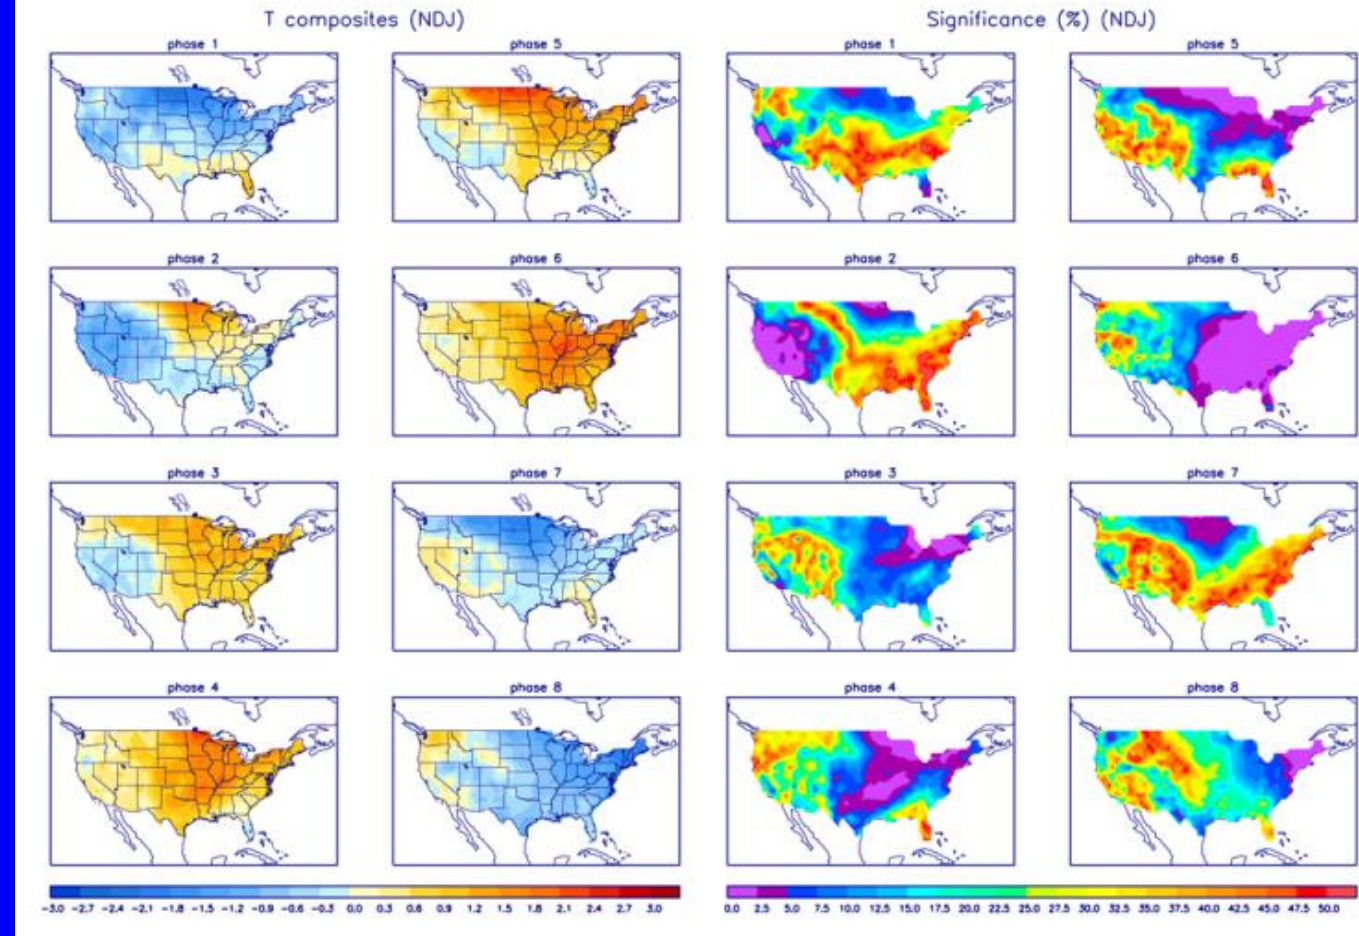 T composites (NDJ)
Significance (%) (NDJ)
phase 1
phase 5
phase 1
phase 5
phase 2
phase 6
phase 2
phase 6
phase 3
phase 7
phase 3
phase 7
phase 4
phase 8
phase 4
phase 8
-3.0 -2.7 -2.4 -2.1 -1.8 -1.5 -1.2 -0.9 -0.6 -0.3 0.0 0.3 0.6 0.9 1.2 1.5 1.8 2.1 2.4 2.7 3.0
0.0 2.5 5.0 7.5 10.0 12.5 15.0 17.5 20.0 22.5 25.0 27.5 30.0 32.5 35.0 37.5 40.0 42.5 45.0 47.5 50.0